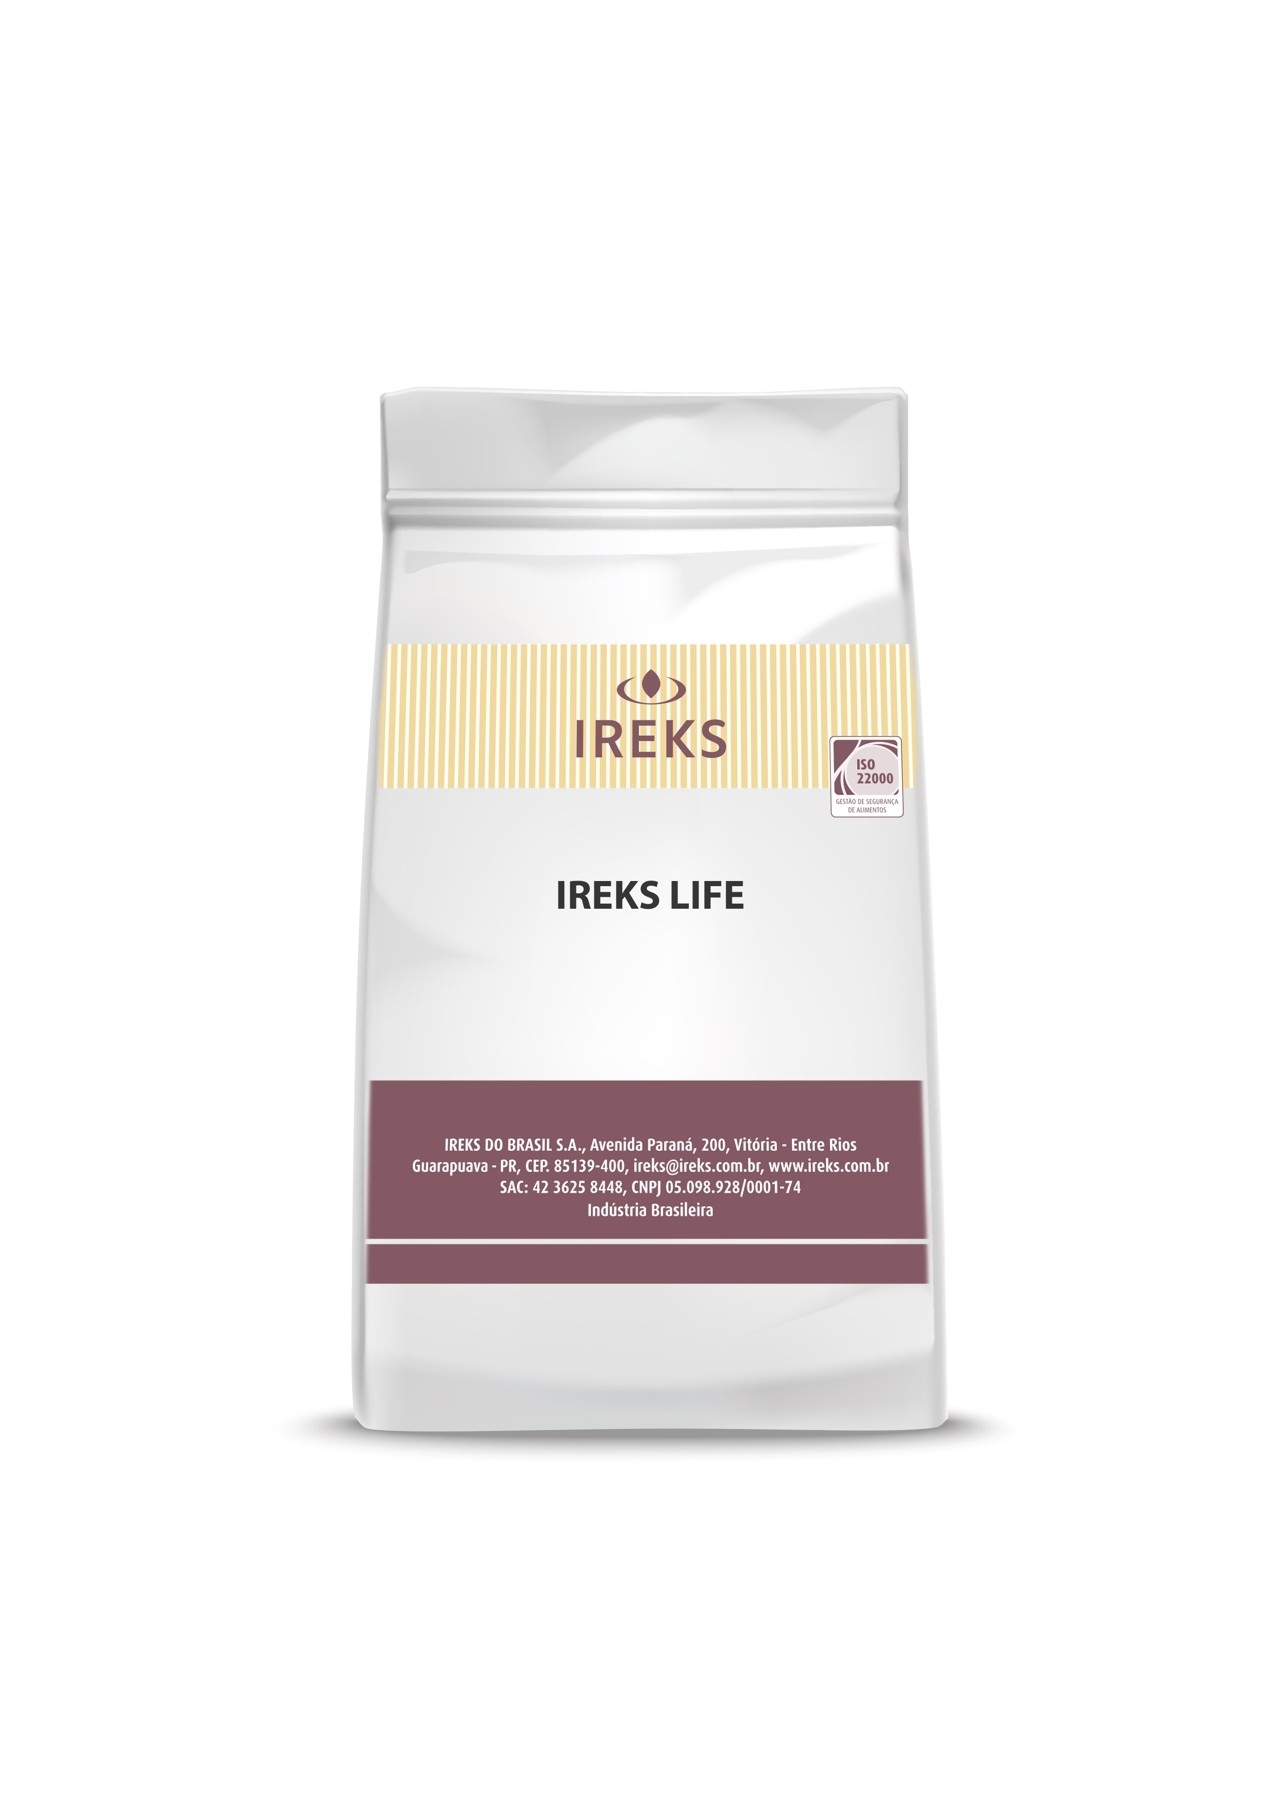 IREKS
ISO
22000
GESTÃO DE SEGURANÇA
DE ALIMENTOS
IREKS LIFE
IREKS DO BRASIL S.A., Avenida Paraná, 200, Vitória - Entre Rios
Guarapuava - PR, CEP. 85139-400, ireks@ireks.com.br, www.ireks.com.br
SAC: 42 3625 8448, CNPJ 05.098.928/0001-74
Indústria Brasileira